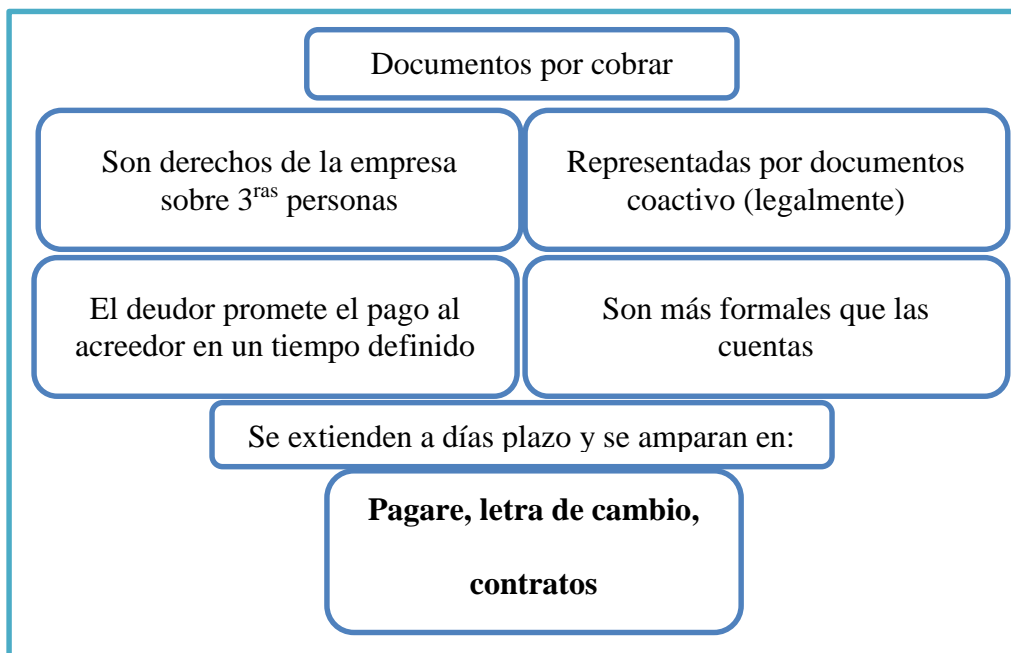 Documentos por cobrar
Son derechos de la empresa
sobre 3ras personas
Representadas por documentos
coactivo (legalmente)
El deudor promete el pago al
acreedor en un tiempo definido
Son más formales que las
cuentas
Se extienden a días plazo y se amparan en:
Pagare, letra de cambio,
contratos